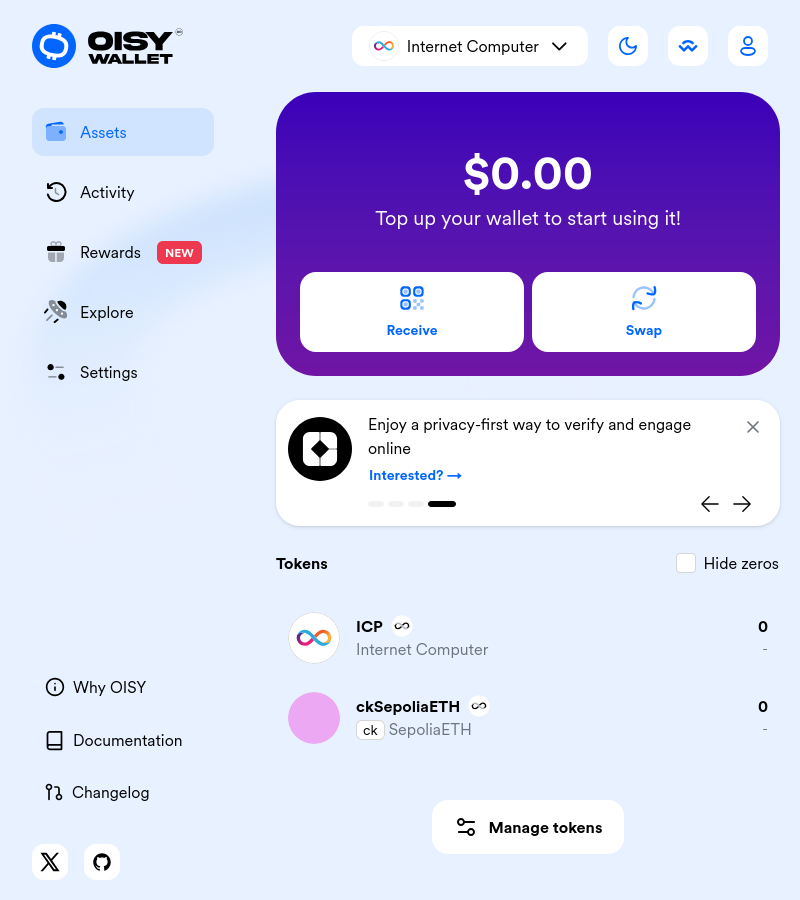 OISY
WALLET
Internet Computer
Assets
Activity
Rewards NEW
Explore
Settings
$0.00
Top up your wallet to start using it!
Receive
Swap
Enjoy a privacy-first way to verify and engage
online
Interested? →
Tokens
Hide zeros
ICP
0
Internet Computer
-
ckSepoliaETH
0
ck SepoliaETH
-
Manage tokens
Why OISY
Documentation
Changelog